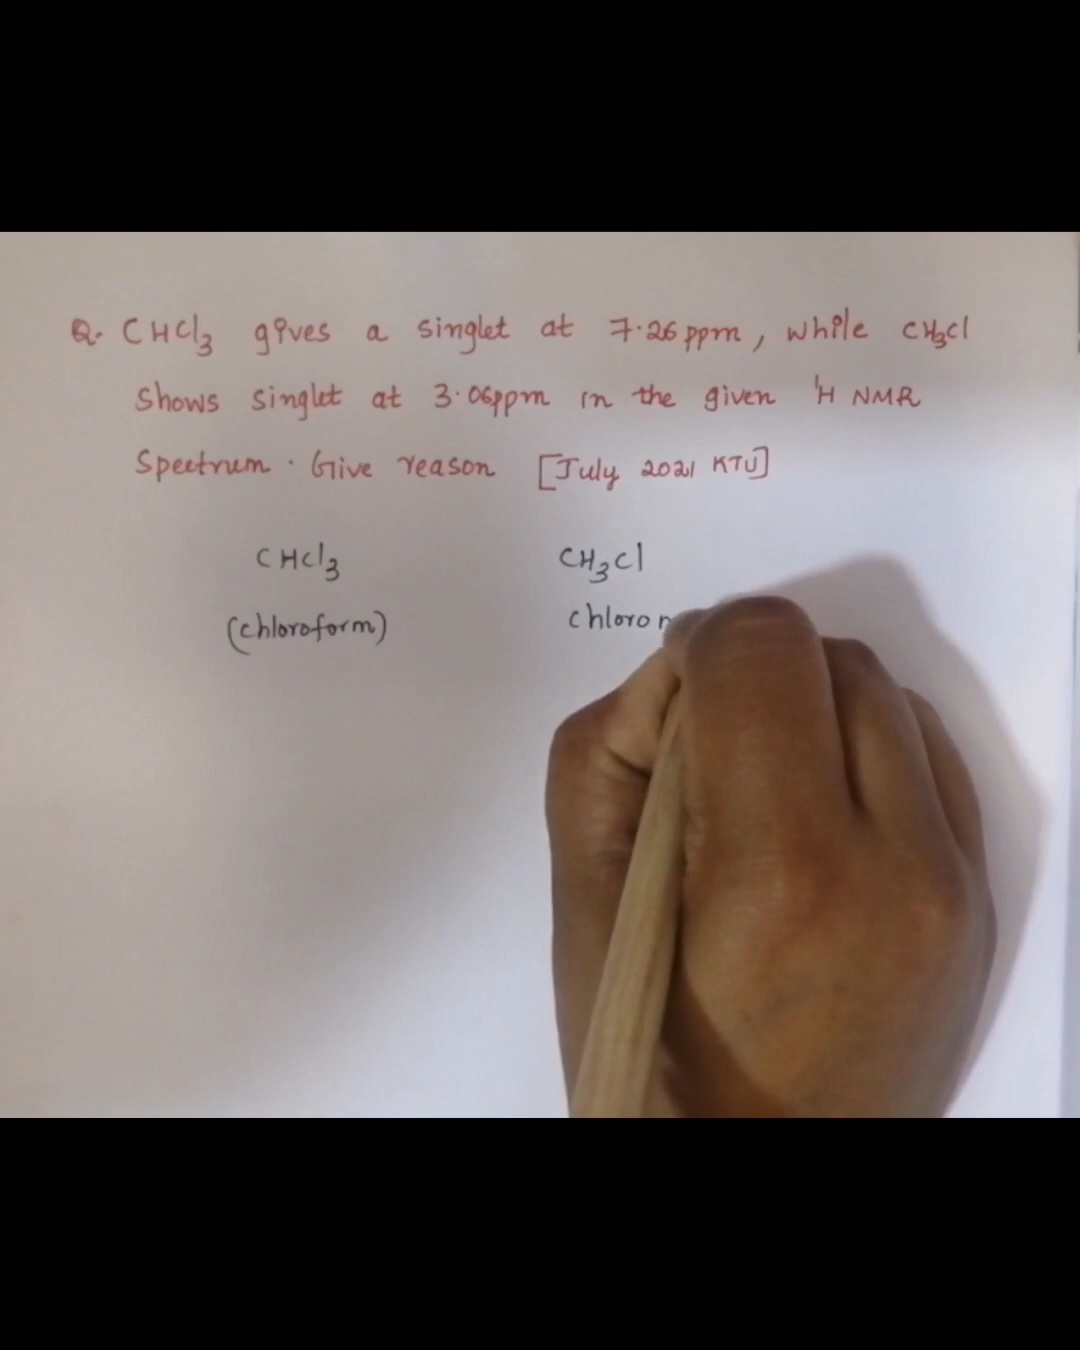 Q. CHCl3 gives a singlet at 7.26 ppm, while CH3Cl
shows singlet at 3.06ppm in the given 1H NMR
Spectrum. Give reason [July 2021 KTU]
CHCl3 CH3Cl
(chloroform) chloro